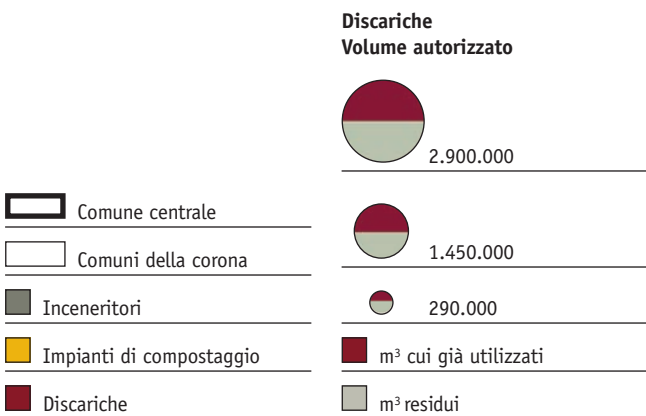 Discariche
Volume autorizzato
2.900.000
Comune centrale
1.450.000
Comuni della corona
Inceneritori
290.000
Impianti di compostaggio
m³ cui già utilizzati
Discariche
m³ residui